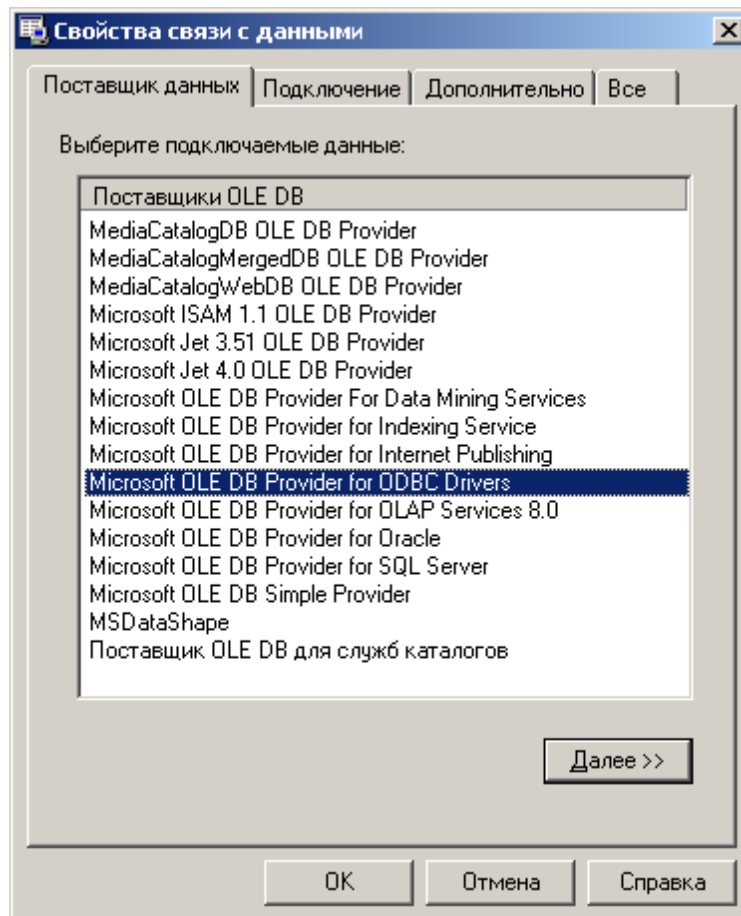 Свойства связи с данными
Поставщик данных Подключение Дополнительно Все
Выберите подключаемые данные:
Поставщики OLE DB
MediaCatalogDB OLE DB Provider
MediaCatalogMergedDB OLE DB Provider
MediaCatalogWebDB OLE DB Provider
Microsoft ISAM 1.1 OLE DB Provider
Microsoft Jet 3.51 OLE DB Provider
Microsoft Jet 4.0 OLE DB Provider
Microsoft OLE DB Provider For Data Mining Services
Microsoft OLE DB Provider for Indexing Service
Microsoft OLE DB Provider for Internet Publishing
Microsoft OLE DB Provider for ODBC Drivers
Microsoft OLE DB Provider for OLAP Services 8.0
Microsoft OLE DB Provider for Oracle
Microsoft OLE DB Provider for SQL Server
Microsoft OLE DB Simple Provider
MSDataShape
Поставщик OLE DB для служб каталогов
Далее >>
OK Отмена Справка